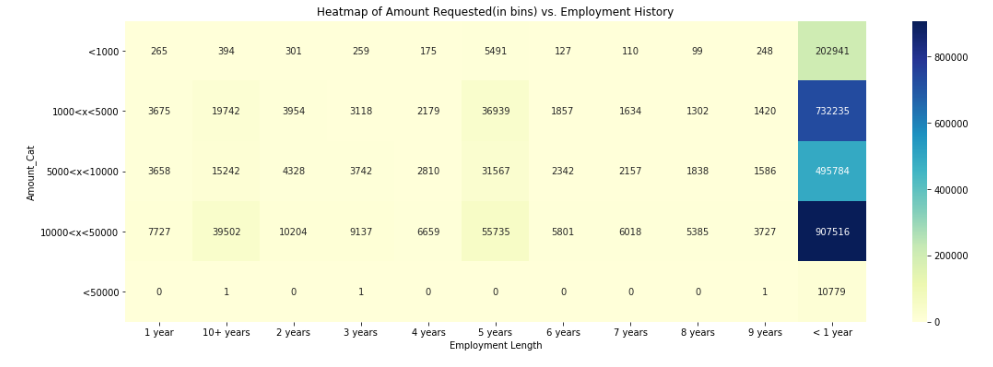 Heatmap of Amount Requested(in bins) vs. Employment History
<1000 265 394 301 259 175 5491 127 110 99 248 202941
1000<x<5000 3675 19742 3954 3118 2179 36939 1857 1634 1302 1420 732235
5000<x<10000 3658 15242 4328 3742 2810 31567 2342 2157 1838 1586 495784
10000<x<50000 7727 39502 10204 9137 6659 55735 5801 6018 5385 3727 907516
<50000 0 1 0 1 0 0 0 0 0 1 10779
1 year 10+ years 2 years 3 years 4 years 5 years 6 years 7 years 8 years 9 years < 1 year
Employment Length
Amount_Cat
800000
600000
400000
200000
0